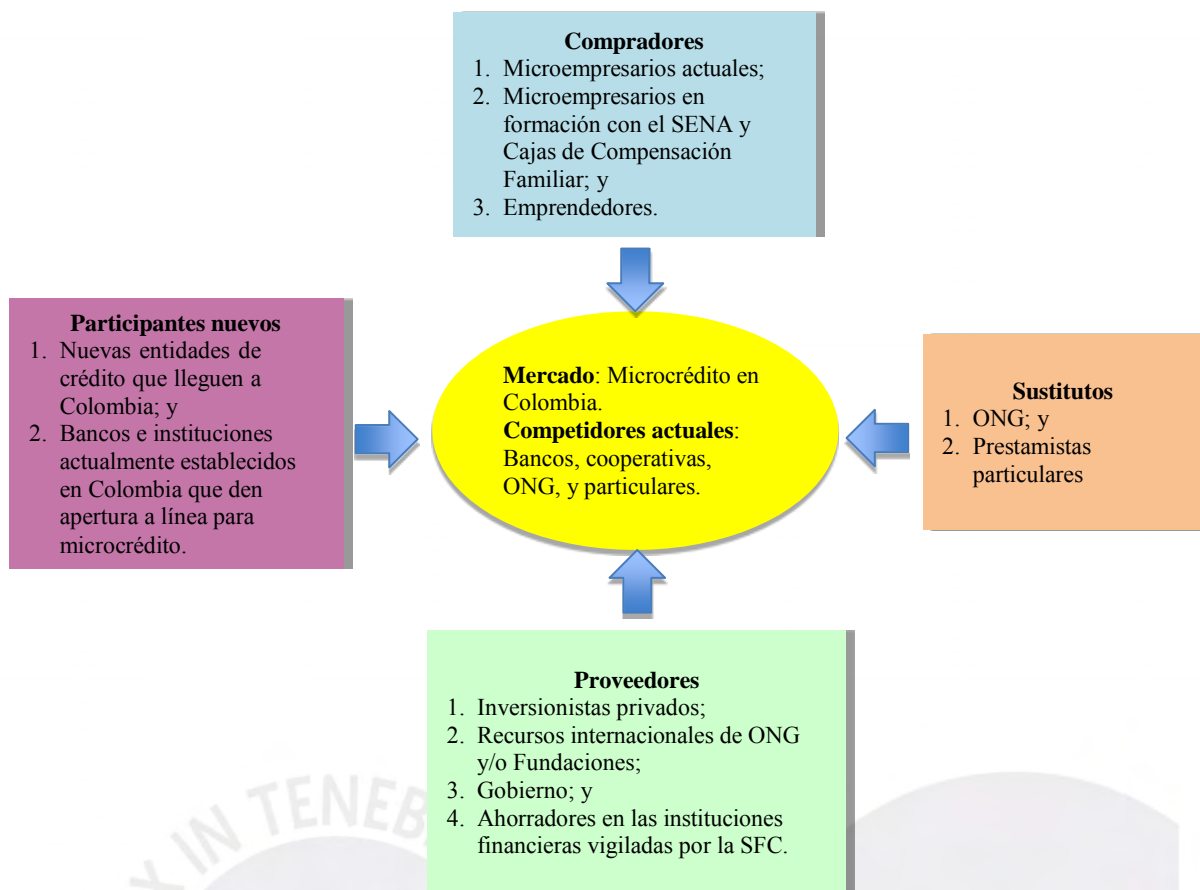 Compradores
1. Microempresarios actuales;
2. Microempresarios en
formación con el SENA y
Cajas de Compensación
Familiar; y
3. Emprendedores.
Participantes nuevos
1. Nuevas entidades de
crédito que lleguen a
Colombia; y
2. Bancos e instituciones
actualmente establecidos
en Colombia que den
apertura a línea para
microcrédito.
Mercado: Microcrédito en
Colombia.
Competidores actuales:
Bancos, cooperativas,
ONG, y particulares.
Sustitutos
1. ONG; y
2. Prestamistas
particulares
Proveedores
1. Inversionistas privados;
2. Recursos internacionales de ONG
y/o Fundaciones;
3. Gobierno; y
4. Ahorradores en las instituciones
financieras vigiladas por la SFC.
IN